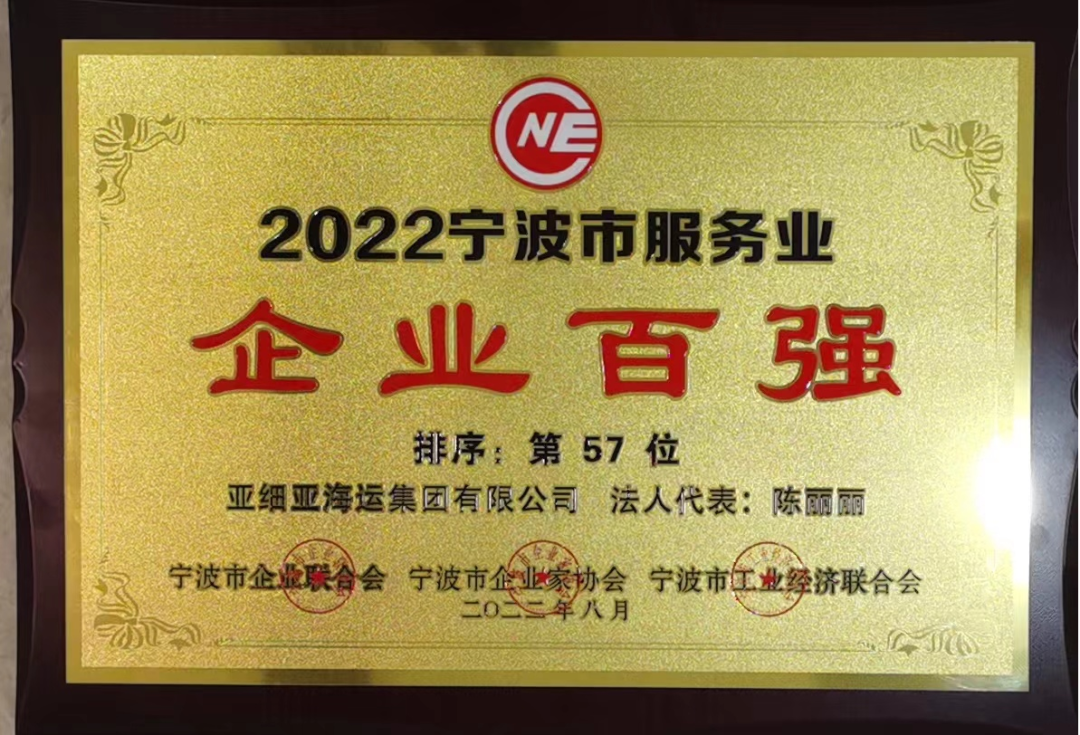 NE
2022宁波市服务业
企业百强
排序：第 57 位
亚细亚海运集团有限公司 法人代表：陈丽丽
宁波市企业联合会 宁波市企业家协会 宁波市工业经济联合会
二〇二二年八月